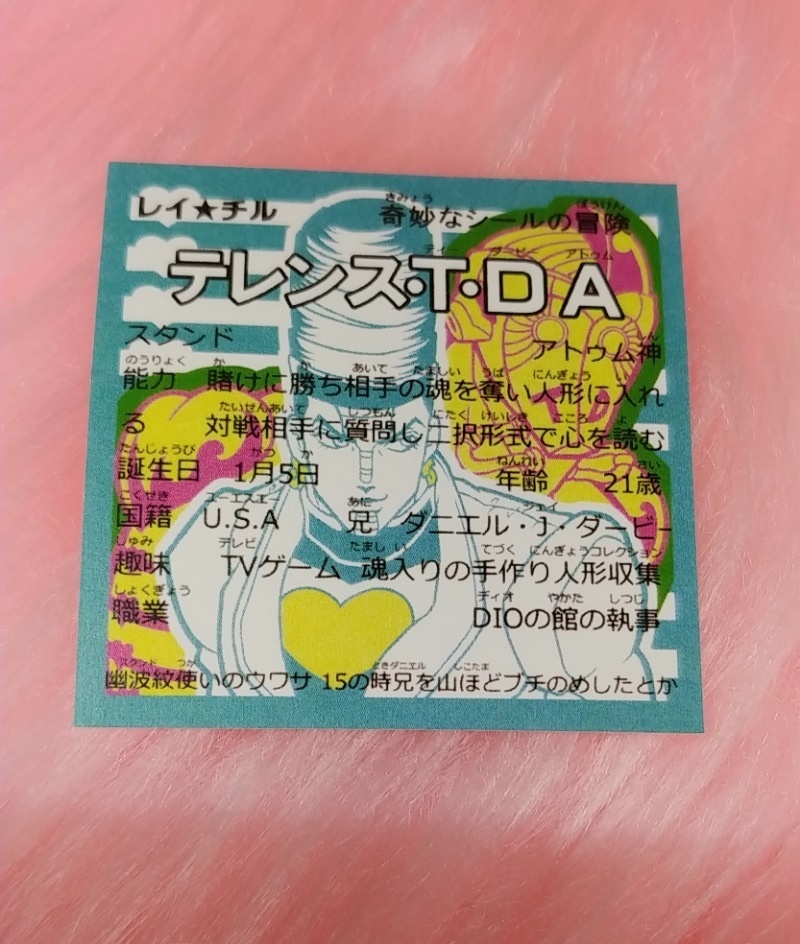 レイ★チル 奇妙なシールの冒険
テレンス・T・D A
スタンド アトゥム神
能力 賭けに勝ち相手の魂を奪い人形に入れ
る 対戦相手に質問し二択形式で心を読む
誕生日 1月5日 年齢 21歳
国籍 U.S.A 兄 ダニエル・J・ダービー
趣味 TVゲーム 魂入りの手作り人形収集
職業 DIOの館の執事
幽波紋使いのウワサ 15の時兄を山ほどブチのめしたとか